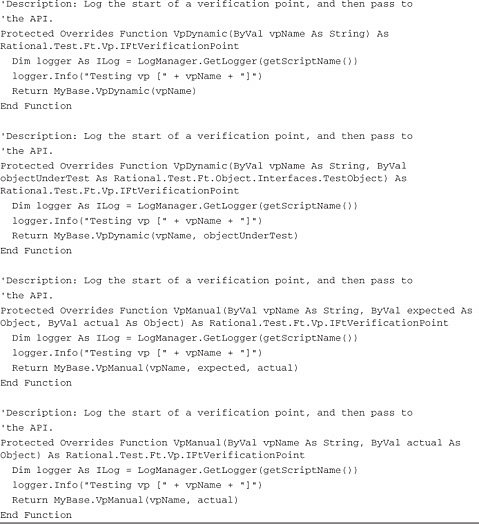 'Description: Log the start of a verification point, and then pass to
'the API.
Protected Overrides Function VpDynamic(ByVal vpName As String) As
Rational.Test.Ft.Vp.IFtVerificationPoint
  Dim logger As ILog = LogManager.GetLogger(getScriptName())
  logger.Info("Testing vp [" + vpName + "]")
  Return MyBase.VpDynamic(vpName)
End Function

'Description: Log the start of a verification point, and then pass to
'the API.
Protected Overrides Function VpDynamic(ByVal vpName As String, ByVal
objectUnderTest As Rational.Test.Ft.Object.Interfaces.TestObject) As
Rational.Test.Ft.Vp.IFtVerificationPoint
  Dim logger As ILog = LogManager.GetLogger(getScriptName())
  logger.Info("Testing vp [" + vpName + "]")
  Return MyBase.VpDynamic(vpName, objectUnderTest)
End Function

'Description: Log the start of a verification point, and then pass to
'the API.
Protected Overrides Function VpManual(ByVal vpName As String, ByVal expected As
Object, ByVal actual As Object) As Rational.Test.Ft.Vp.IFtVerificationPoint
  Dim logger As ILog = LogManager.GetLogger(getScriptName())
  logger.Info("Testing vp [" + vpName + "]")
  Return MyBase.VpManual(vpName, expected, actual)
End Function

'Description: Log the start of a verification point, and then pass to
'the API.
Protected Overrides Function VpManual(ByVal vpName As String, ByVal actual As
Object) As Rational.Test.Ft.Vp.IFtVerificationPoint
  Dim logger As ILog = LogManager.GetLogger(getScriptName())
  logger.Info("Testing vp [" + vpName + "]")
  Return MyBase.VpManual(vpName, actual)
End Function